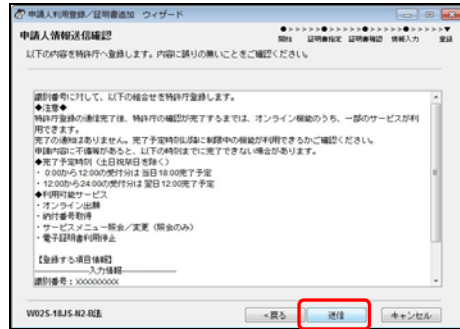 申請人利用登録/証明書追加 ウィザード
申請人情報送信確認
●>>>>>●>>>>>●>>>>>●>>>>>▼
開始 証明書指定 証明書確認 情報入力 登録
以下の内容を特許庁へ登録します。内容に誤りの無いことをご確認ください。
識別番号に対して、以下の組合せを特許庁登録します。
◆注意◆
特許庁登録の通信完了後、特許庁の確認が完了するまでは、オンライン機能のうち、一部のサービスが利
用できます。
完了の通知はありません。完了予定時刻以降に制限中の機能が利用できるかご確認ください。
申請内容に不備等があると、以下の時刻までに完了できない場合があります。
◆完了予定時刻(土日祝祭日を除く)
・ 0:00から12:00の受付分は 当日 18:00完了予定
・ 12:00から24:00の受付分は 翌日 12:00完了予定
◆利用可能サービス
・オンライン出願
・納付番号取得
・サービスメニュー照会/変更 (照会のみ)
・電子証明書利用停止
【登録する項目情報】
――――入力情報――――
識別番号:XXXXXXXXX
W02S-18JS-N2-B法
<戻る
送信
キャンセル